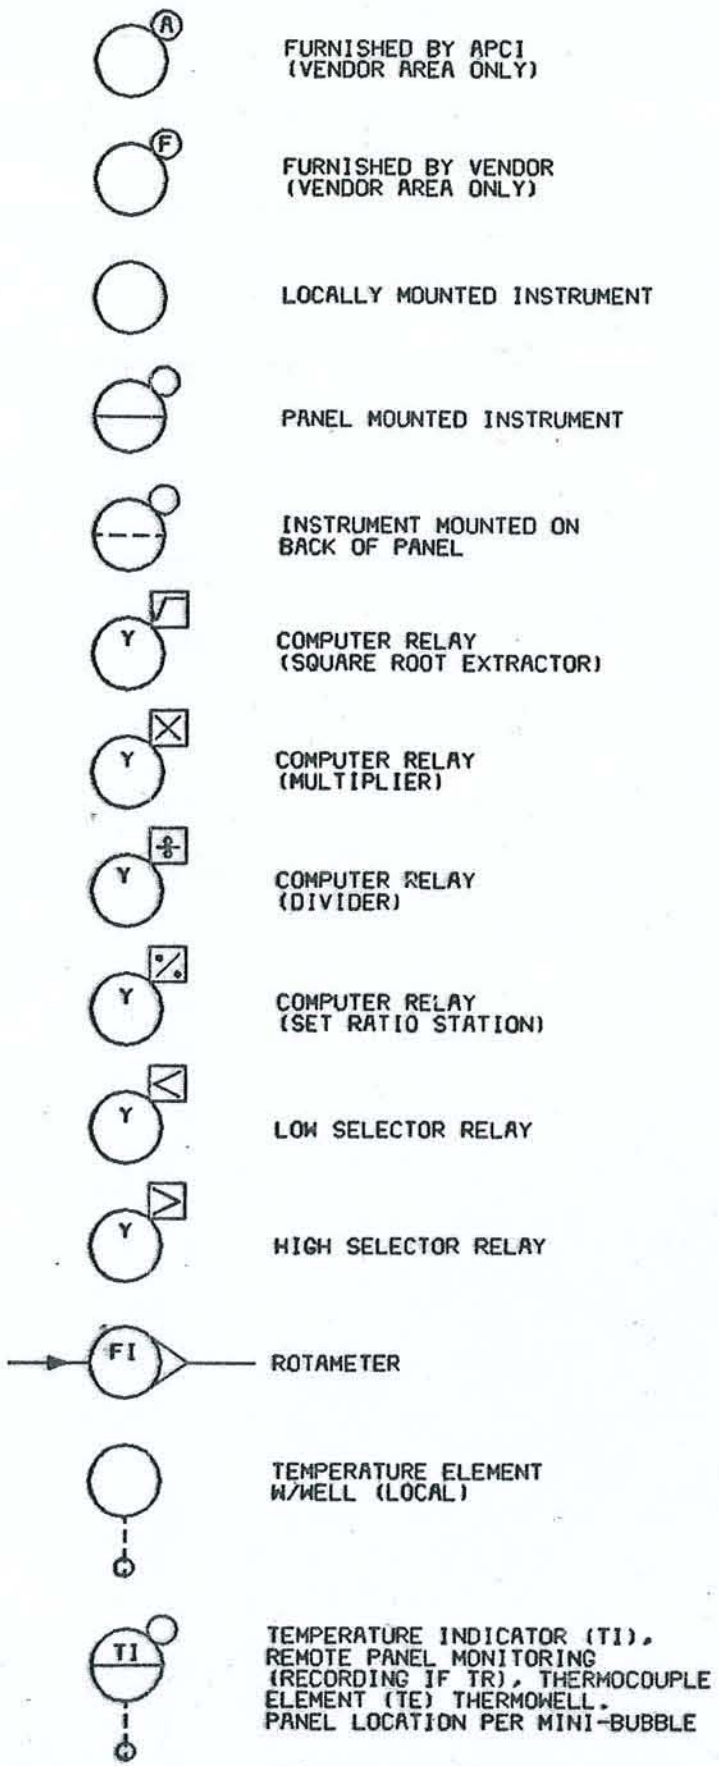 A
FURNISHED BY APCI
(VENDOR AREA ONLY)
F
FURNISHED BY VENDOR
(VENDOR AREA ONLY)
LOCALLY MOUNTED INSTRUMENT
PANEL MOUNTED INSTRUMENT
INSTRUMENT MOUNTED ON
BACK OF PANEL
√
Y
COMPUTER RELAY
(SQUARE ROOT EXTRACTOR)
×
Y
COMPUTER RELAY
(MULTIPLIER)
÷
Y
COMPUTER RELAY
(DIVIDER)
%
Y
COMPUTER RELAY
(SET RATIO STATION)
<
Y
LOW SELECTOR RELAY
>
Y
HIGH SELECTOR RELAY
FI
ROTAMETER
TEMPERATURE ELEMENT
W/WELL (LOCAL)
TI
TEMPERATURE INDICATOR (TI),
REMOTE PANEL MONITORING
(RECORDING IF TR), THERMOCOUPLE
ELEMENT (TE) THERMOWELL.
PANEL LOCATION PER MINI-BUBBLE